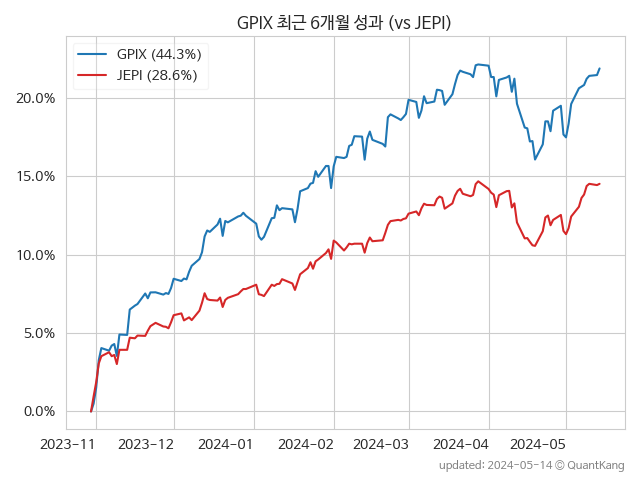 GPIX 최근 6개월 성과 (vs JEPI)
GPIX (44.3%)
JEPI (28.6%)
20.0%
15.0%
10.0%
5.0%
0.0%
2023-11 2023-12 2024-01 2024-02 2024-03 2024-04 2024-05
updated: 2024-05-14 © QuantKang